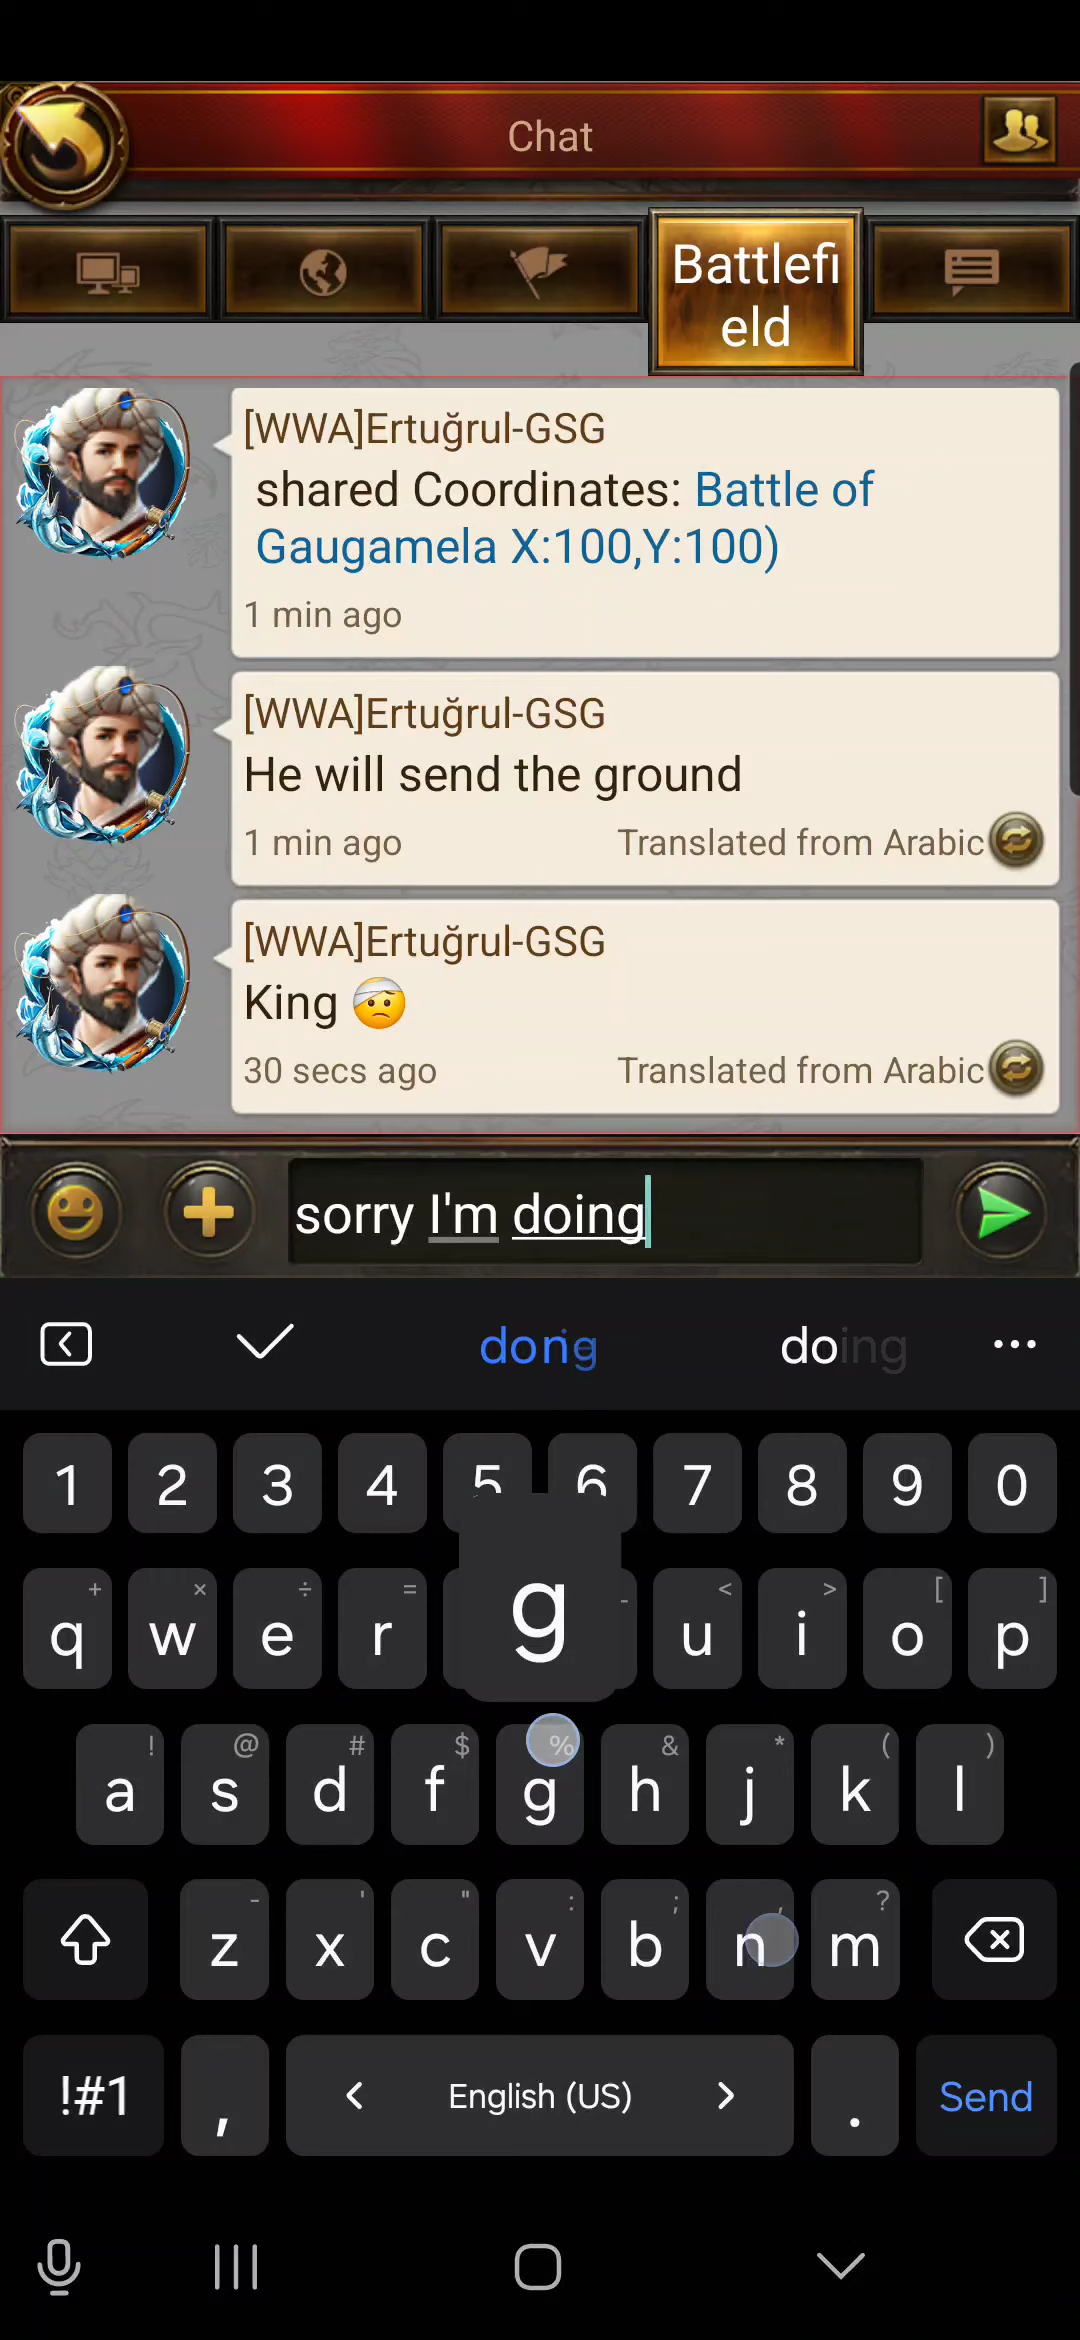 Chat
Battlefi
eld
[WWA]Ertuğrul-GSG
shared Coordinates: Battle of
Gaugamela X:100,Y:100)
1 min ago
[WWA]Ertuğrul-GSG
He will send the ground
1 min ago Translated from Arabic
[WWA]Ertuğrul-GSG
King 🤕
30 secs ago Translated from Arabic
sorry I'm doing
doing
1 2 3 4 5 6 7 8 9 0
+ × ÷ = - < > [ ]
q w e r g u i o p
! @ # $ % & * ( )
a s d f g h j k l
- ' " : ; , ?
z x c v b n m
!#1 , < English (US) > . Send